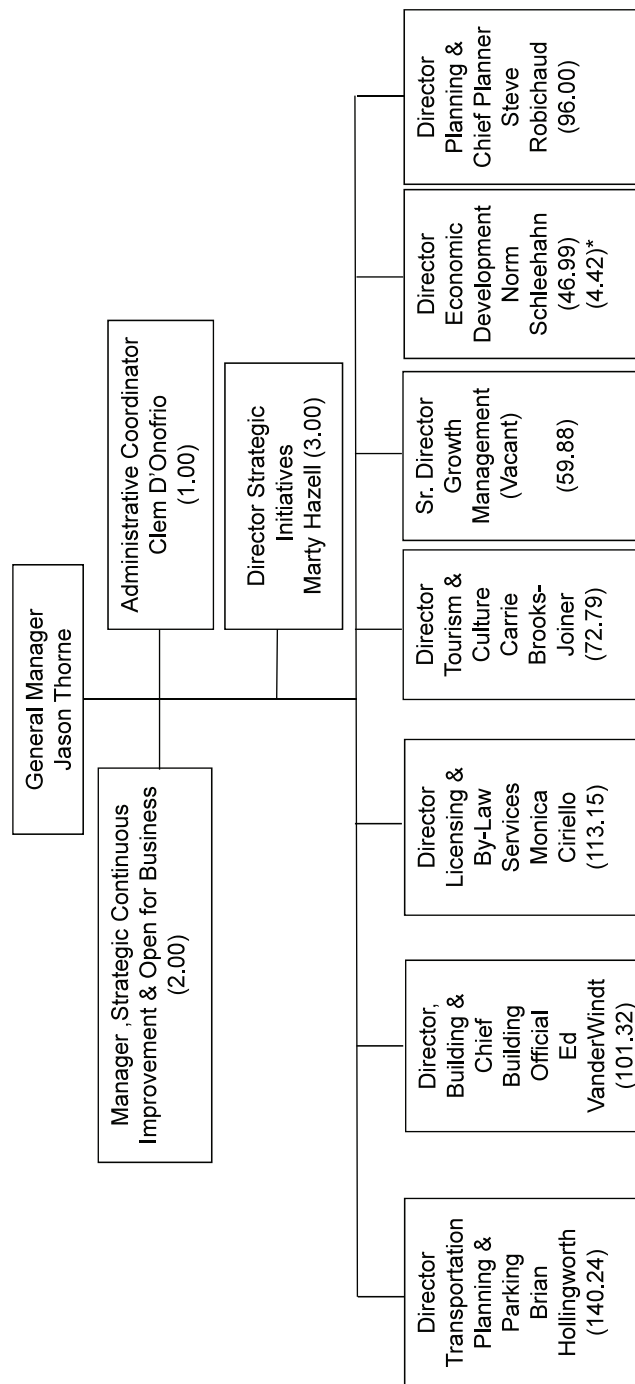 General Manager
Jason Thorne
Manager ,Strategic Continuous
Improvement & Open for Business
(2.00)
Administrative Coordinator
Clem D'Onofrio
(1.00)
Director Strategic
Initiatives
Marty Hazell (3.00)
Director
Transportation
Planning &
Parking
Brian
Hollingworth
(140.24)
Director,
Building &
Chief
Building
Official
Ed
VanderWindt
(101.32)
Director
Licensing &
By-Law
Services
Monica
Ciriello
(113.15)
Director
Tourism &
Culture
Carrie
Brooks-
Joiner
(72.79)
Sr. Director
Growth
Management
(Vacant)
(59.88)
Director
Economic
Development
Norm
Schleehahn
(46.99)
(4.42)*
Director
Planning &
Chief Planner
Steve
Robichaud
(96.00)